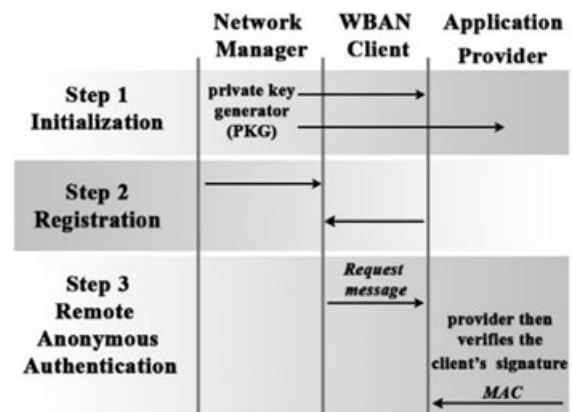 Network Manager
WBAN Client
Application Provider
Step 1
Initialization
private key
generator
(PKG)
Step 2
Registration
Step 3
Remote
Anonymous
Authentication
Request
message
provider then
verifies the
client's signature
MAC